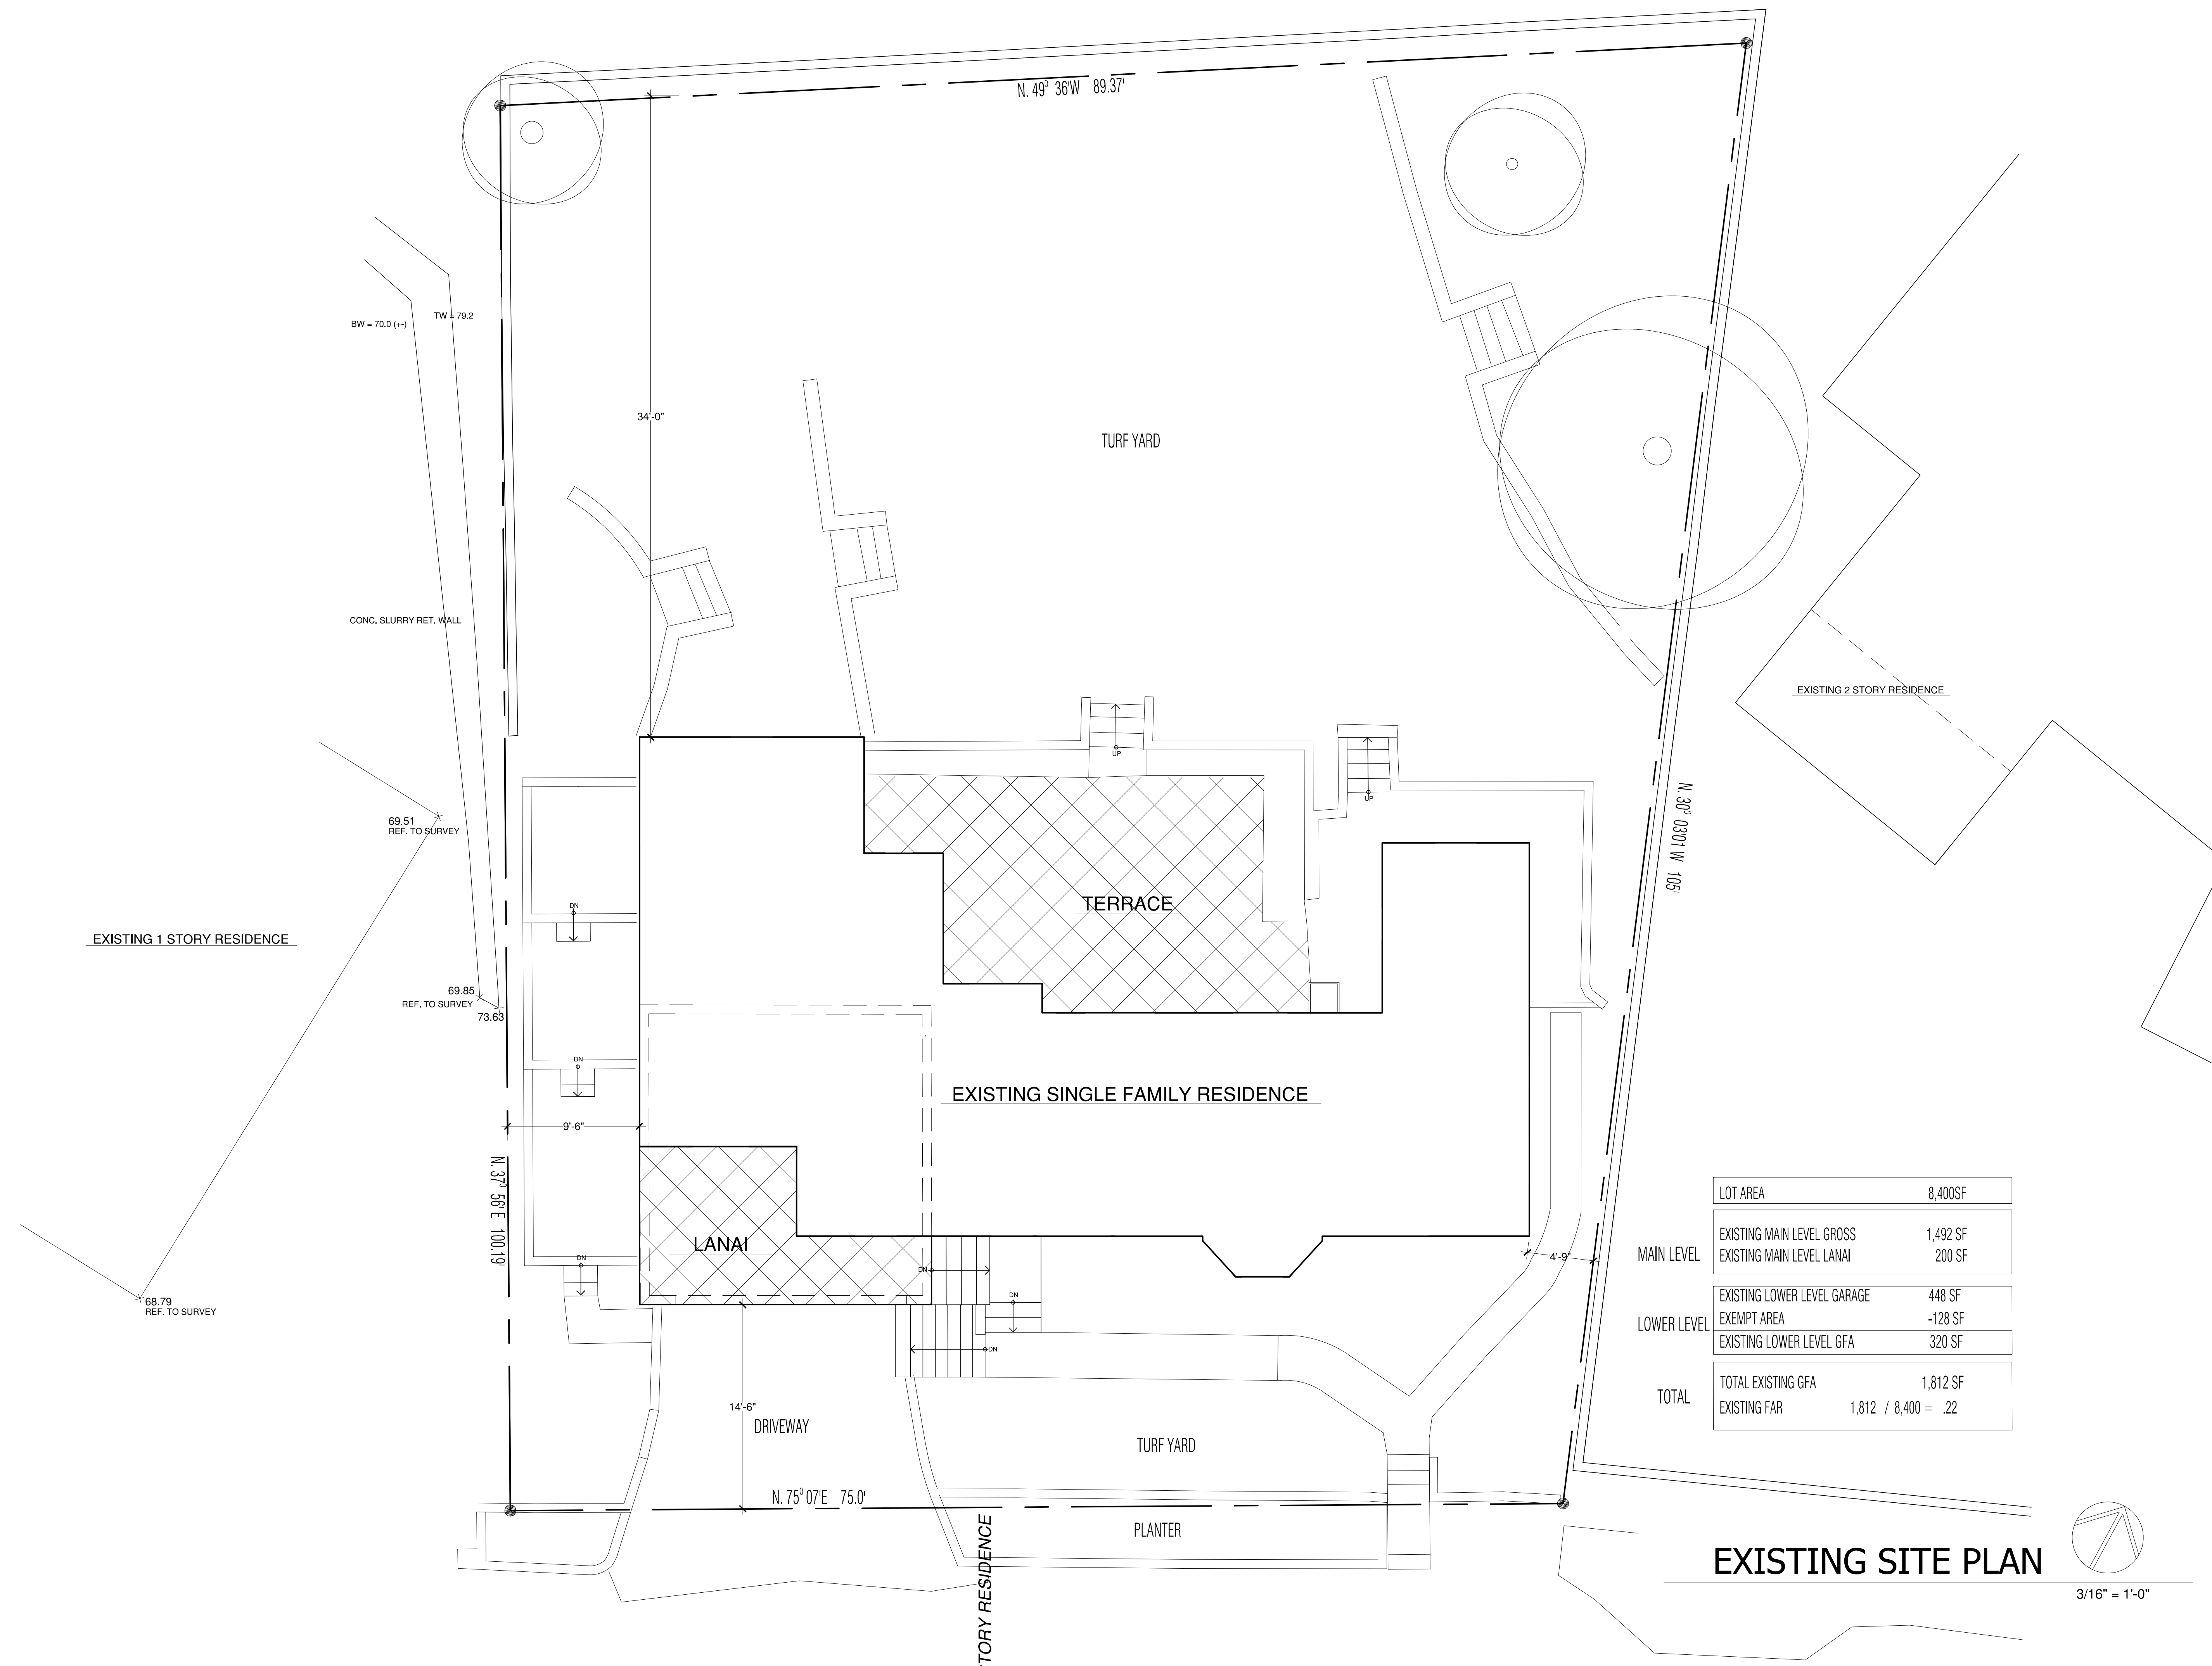 N. 49⁰ 36'W 89.37'
BW = 70.0 (+-)
TW = 79.2
34'-0"
TURF YARD
CONC. SLURRY RET. WALL
EXISTING 2 STORY RESIDENCE
UP
UP
N. 30⁰ 03'01 W 105'
69.51
REF. TO SURVEY
DN
TERRACE
EXISTING 1 STORY RESIDENCE
69.85
REF. TO SURVEY
73.63
DN
EXISTING SINGLE FAMILY RESIDENCE
9'-6"
N. 37⁰ 56' E 100.19'
LANAI
DN
DN
DN
DN
4'-9"
68.79
REF. TO SURVEY
14'-6"
DRIVEWAY
TURF YARD
N. 75⁰ 07'E 75.0'
PLANTER
STORY RESIDENCE
LOT AREA 8,400SF
MAIN LEVEL
EXISTING MAIN LEVEL GROSS 1,492 SF
EXISTING MAIN LEVEL LANAI 200 SF
LOWER LEVEL
EXISTING LOWER LEVEL GARAGE 448 SF
EXEMPT AREA -128 SF
EXISTING LOWER LEVEL GFA 320 SF
TOTAL
TOTAL EXISTING GFA 1,812 SF
EXISTING FAR 1,812 / 8,400 = .22
EXISTING SITE PLAN
3/16" = 1'-0"